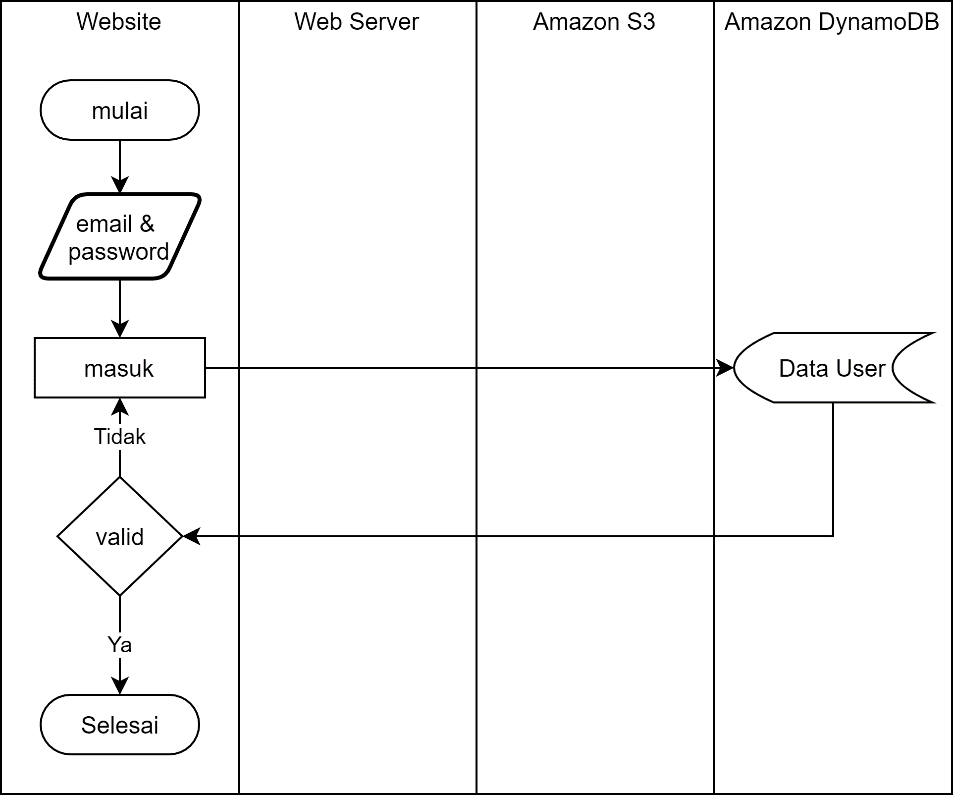 Website
Web Server
Amazon S3
Amazon DynamoDB
mulai
email &
password
masuk
Data User
Tidak
valid
Ya
Selesai